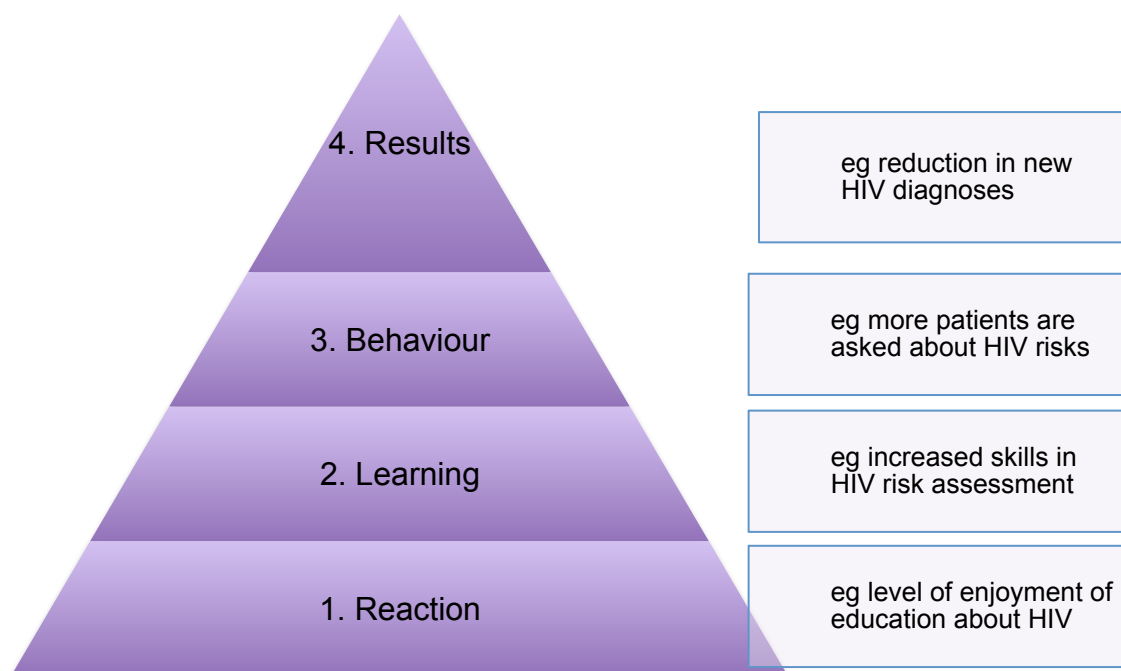 4. Results
eg reduction in new
HIV diagnoses
3. Behaviour
eg more patients are
asked about HIV risks
2. Learning
eg increased skills in
HIV risk assessment
1. Reaction
eg level of enjoyment of
education about HIV